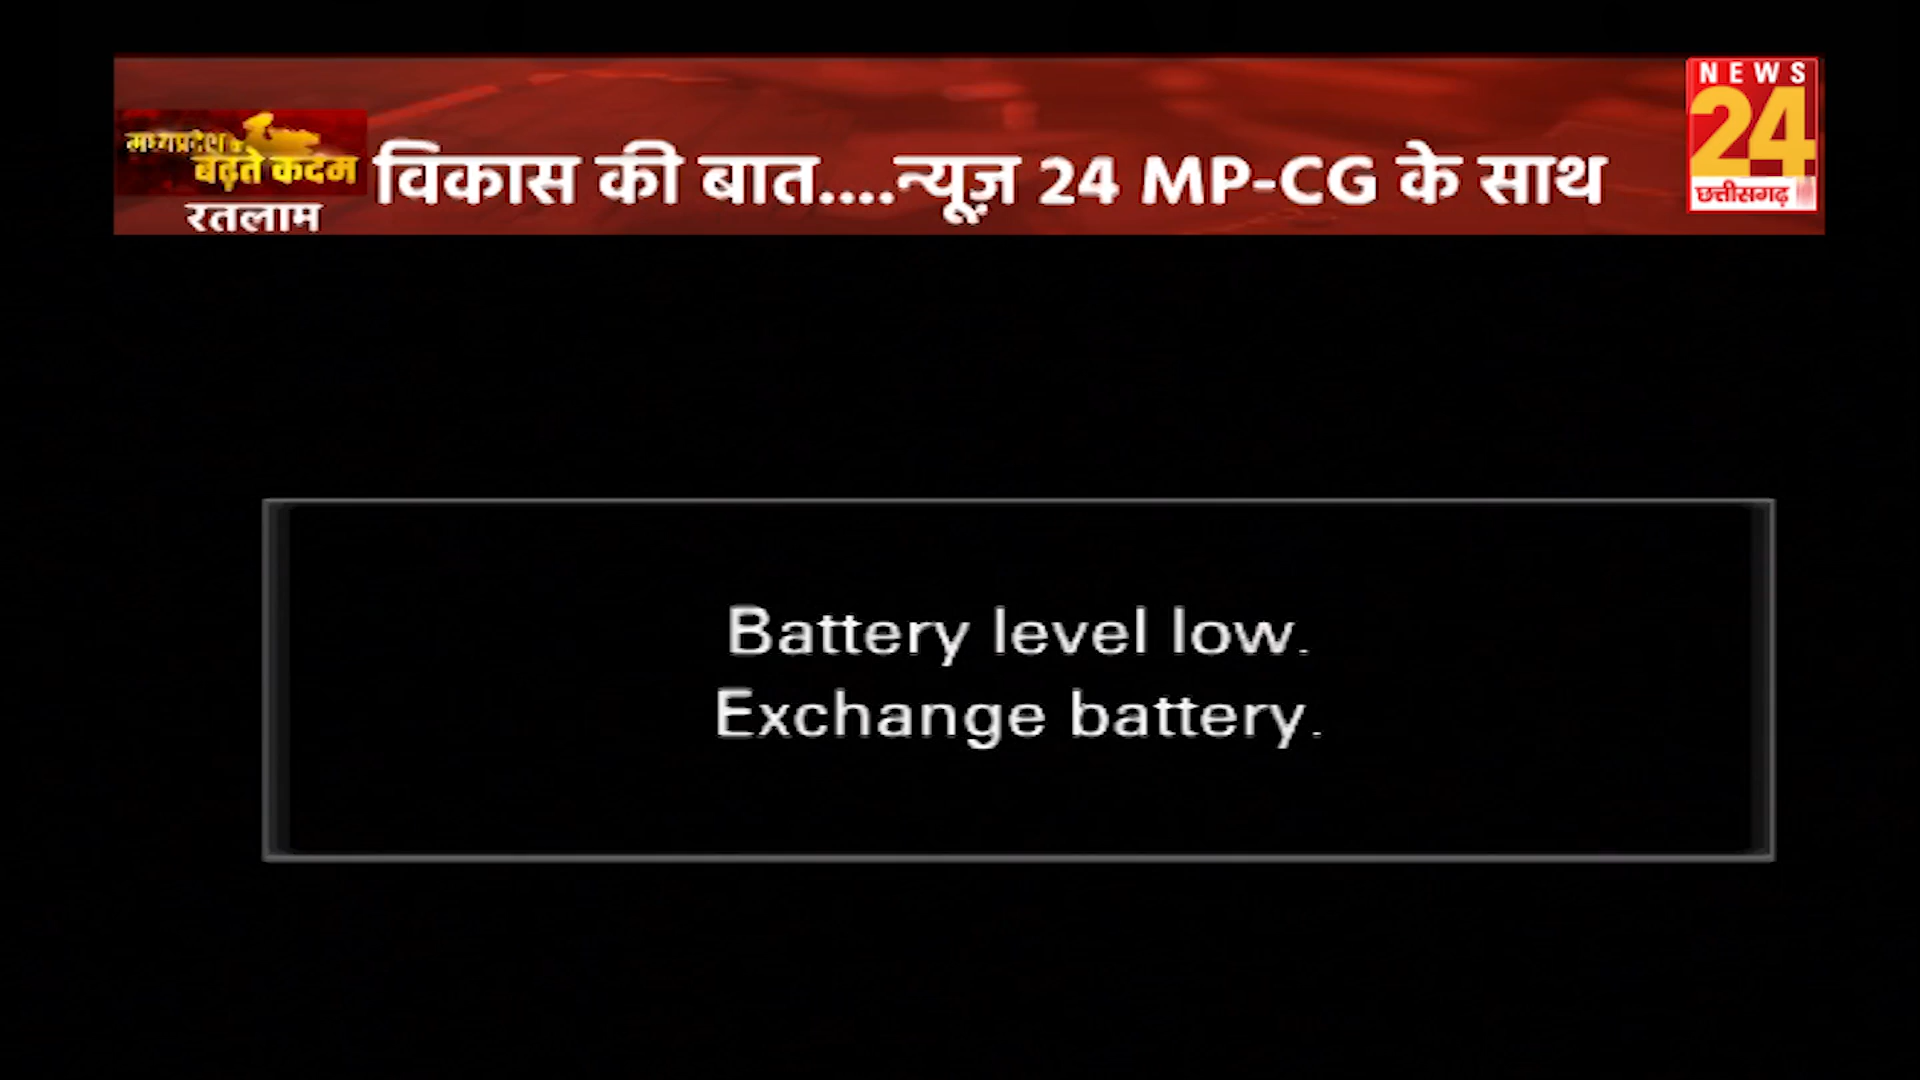 मध्यप्रदेश के
बढ़ते कदम
रतलाम
विकास की बात....न्यूज़ 24 MP-CG के साथ
NEWS
24
छत्तीसगढ़
Battery level low.
Exchange battery.